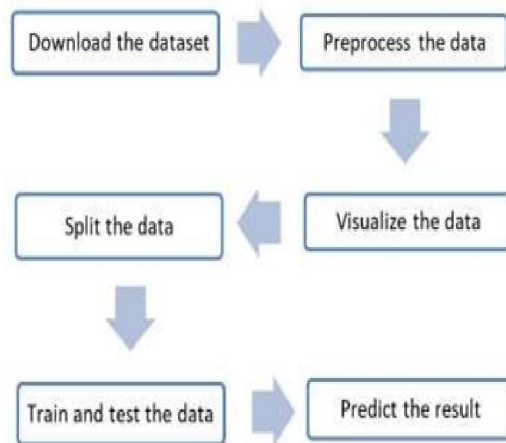 Download the dataset
Preprocess the data
Visualize the data
Split the data
Train and test the data
Predict the result